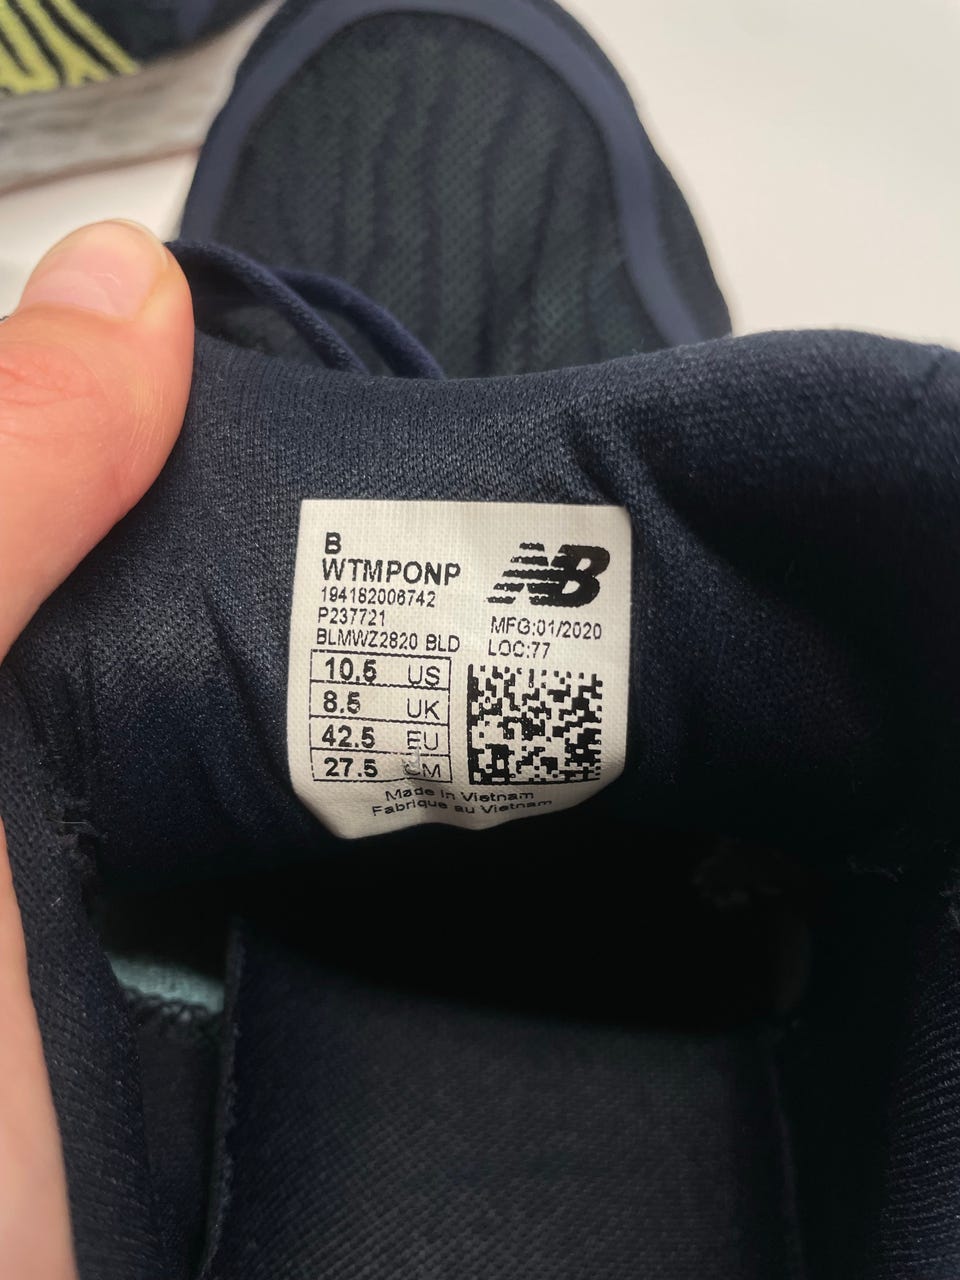 B
WTMPONP
194182006742
P237721
BLMWZ2820 BLD
NB
MFG:01/2020
LOC:77
10.5 US
8.5 UK
42.5 EU
27.5 CM
Made in Vietnam
Fabrique au Vietnam